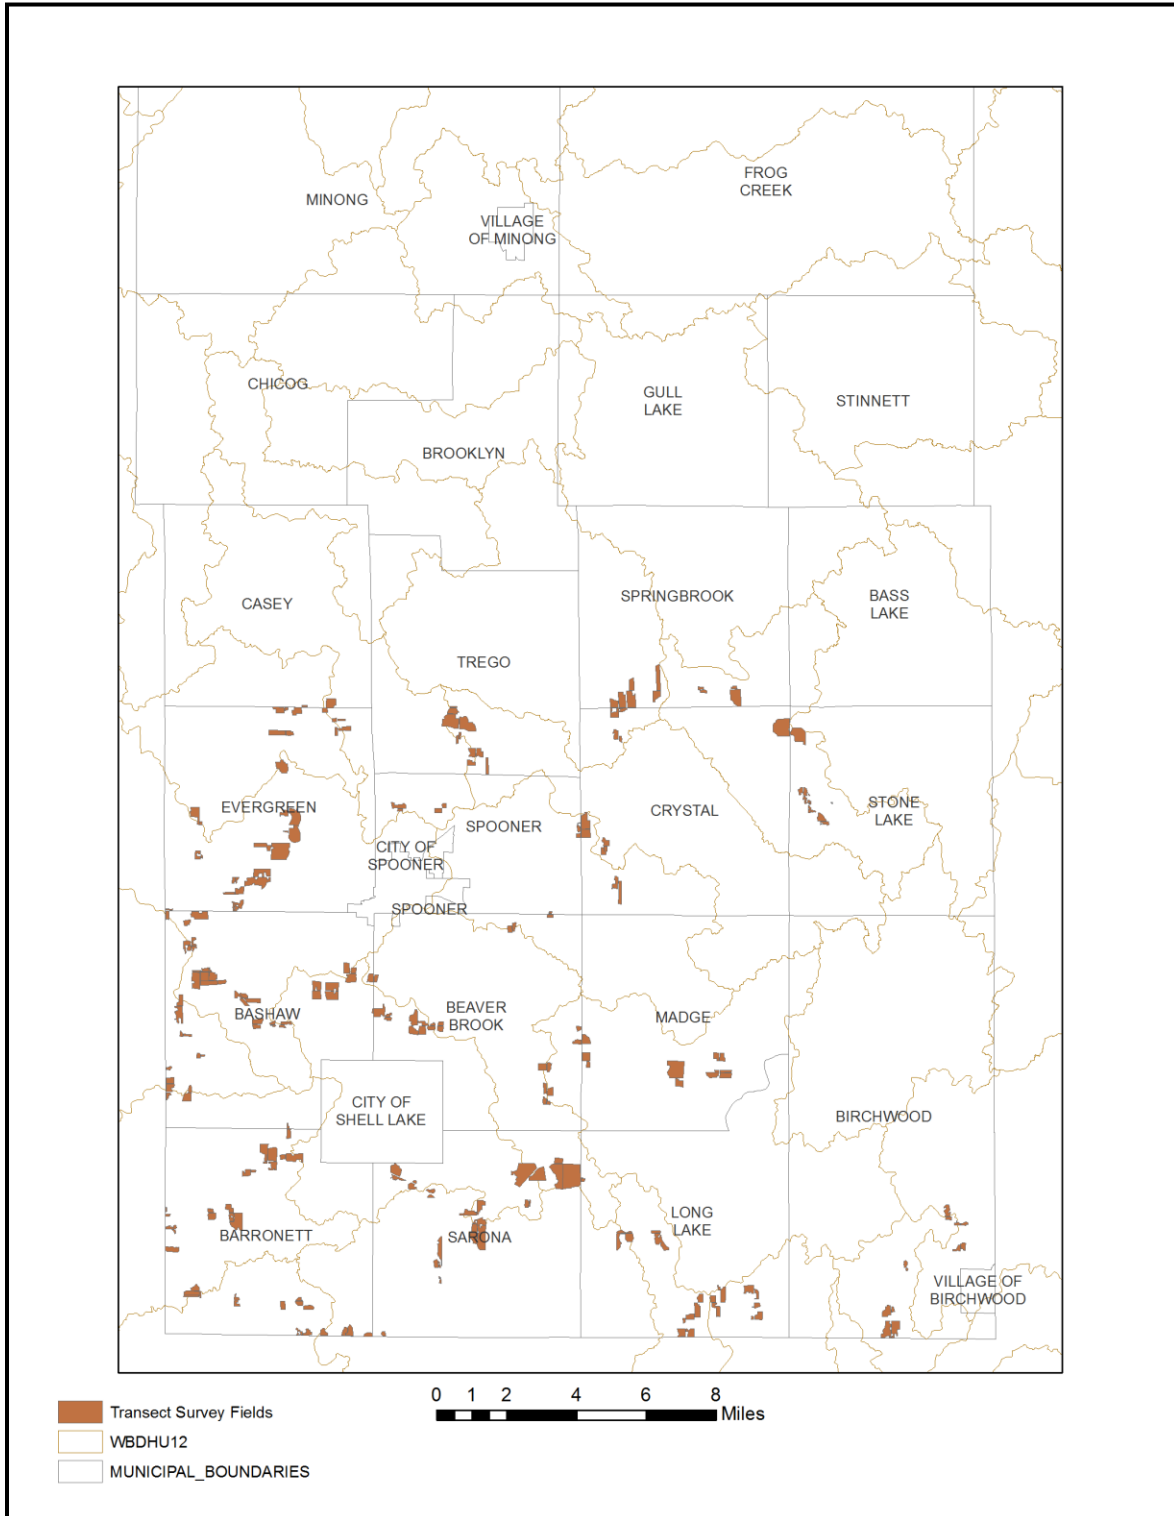 FROG
CREEK
MINONG
VILLAGE
OF MINONG
CHICOG
GULL
LAKE
STINNETT
BROOKLYN
CASEY
SPRINGBROOK
BASS
LAKE
TREGO
EVERGREEN
SPOONER
CRYSTAL
STONE
LAKE
CITY OF
SPOONER
SPOONER
BASHAW
BEAVER
BROOK
MADGE
CITY OF
SHELL LAKE
BIRCHWOOD
BARRONETT
SARONA
LONG
LAKE
VILLAGE OF
BIRCHWOOD
0 1 2 4 6 8
Miles
Transect Survey Fields
WBDHU12
MUNICIPAL_BOUNDARIES